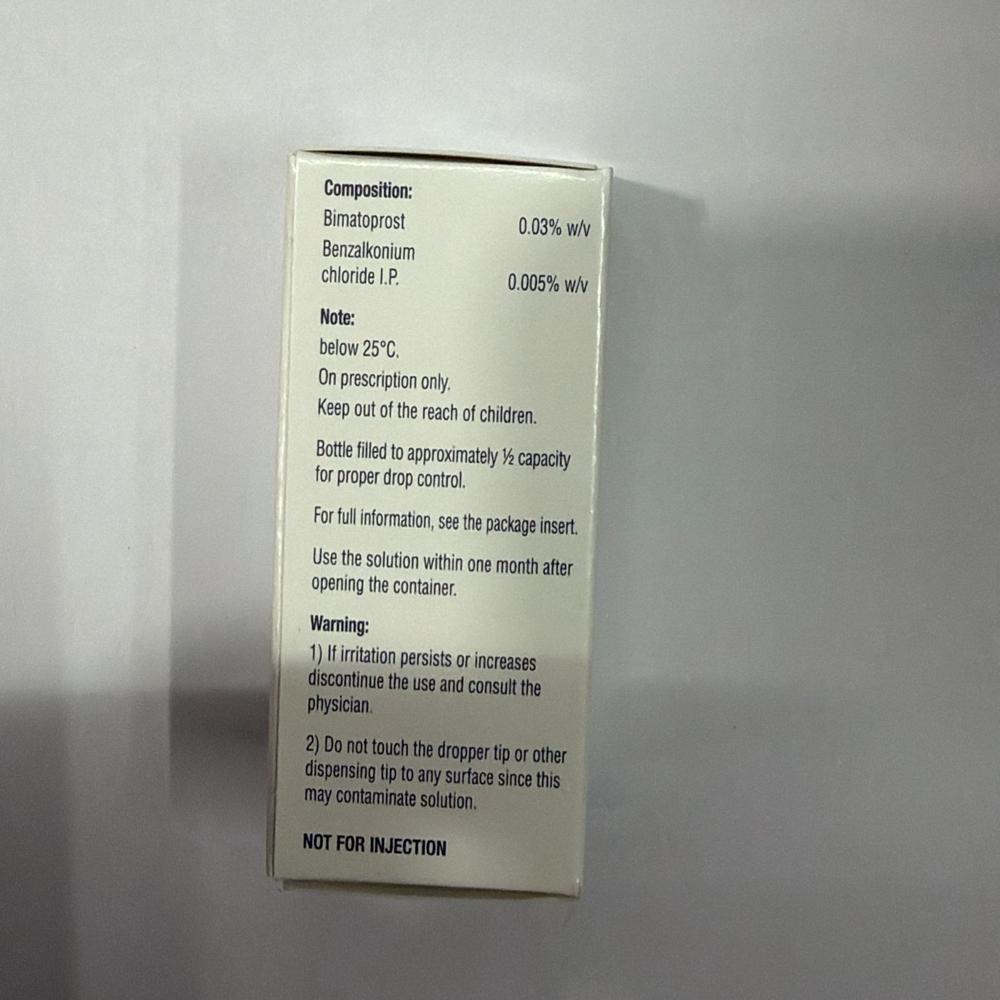 Composition:
Bimatoprost 0.03% w/v
Benzalkonium
chloride I.P. 0.005% w/v
Note:
below 25°C.
On prescription only.
Keep out of the reach of children.
Bottle filled to approximately ½ capacity
for proper drop control.
For full information, see the package insert.
Use the solution within one month after
opening the container.
Warning:
1) If irritation persists or increases
discontinue the use and consult the
physician.
2) Do not touch the dropper tip or other
dispensing tip to any surface since this
may contaminate solution.
NOT FOR INJECTION